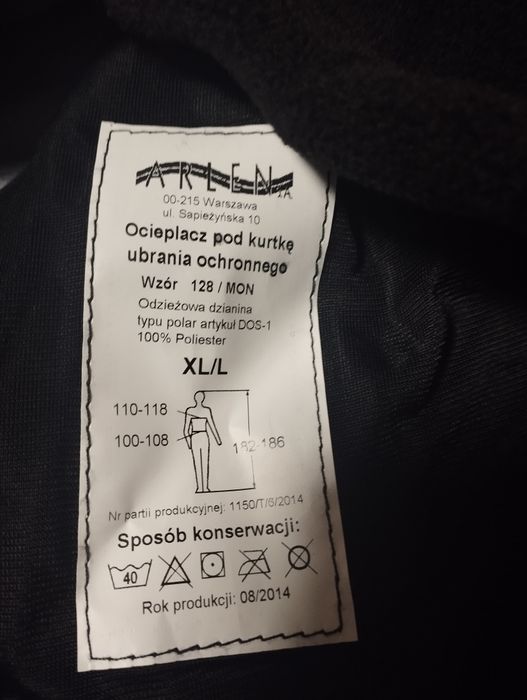 ARLEN S.A.
00-215 Warszawa
ul. Sapieżyńska 10
Ocieplacz pod kurtkę
ubrania ochronnego
Wzór 128 / MON
Odzieżowa dzianina
typu polar artykuł DOS-1
100% Poliester
XL/L
110-118
100-108
182-186
Nr partii produkcyjnej: 1150/T/6/2014
Sposób konserwacji:
40
Rok produkcji: 08/2014